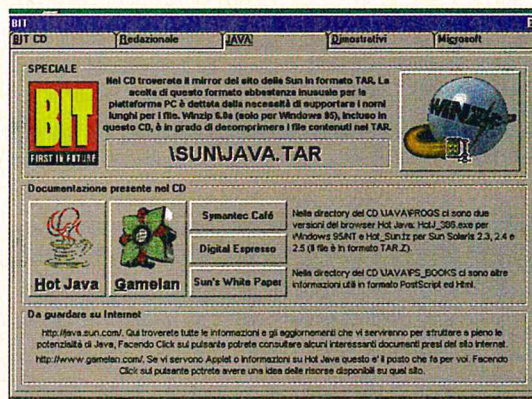 BIT
BIT CD
Redazionale
JAVA
Dimostrativi
Microsoft
SPECIALE
BIT
FIRST IN FUTURE
Nel CD troverete il mirror del sito della Sun in formato TAR. La
scelta di questo formato abbastanza inusuale per le
piattaforme PC è dettata dalla necessità di supportare i nomi
lunghi per i file. Winzip 6.0a (solo per Windows 95), incluso in
questo CD, è in grado di decomprimere i file contenuti nel TAR.
\SUN\JAVA.TAR
WINZIP
Documentazione presente nel CD
Hot Java
Gamelan
Symantec Café
Digital Espresso
Sun's White Paper
Nella directory del CD \JAVA\PROGS ci sono due
versioni del browser Hot Java: HotJ_386.exe per
Windows 95/NT e Hot_Sun.tz per Sun Solaris 2.3, 2.4 e
2.5 (il file è in formato TAR.Z).
Nella directory del CD \JAVA\PS_BOOKS ci sono altre
informazioni utili in formato PostScript ed Html.
Da guardare su Internet
http://java.sun.com/. Qui troverete tutte le informazioni e gli aggiornamenti che vi serviranno per sfruttare a pieno le
potenzialità di Java, Facendo Click sul pulsante potrete consultare alcuni interessanti documenti presi del sito internet.
http://www.gamelan.com/, Se vi servono Applet o informazioni su Hot Java questo e' il posto che fa per voi. Facendo
Click sul pulsante potrete avere una idea delle risorse disponibili su quel sito.